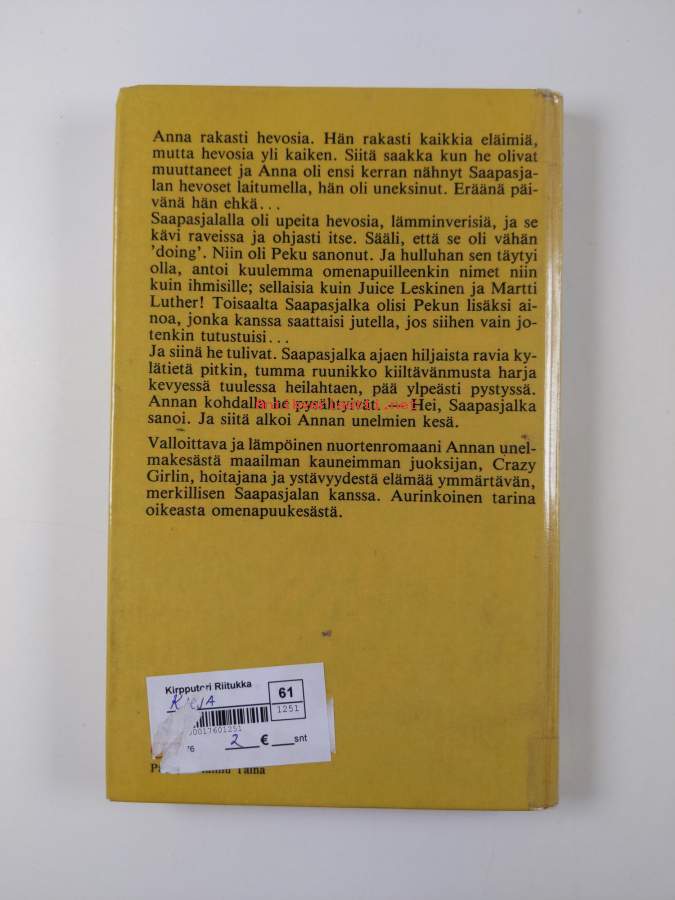 Anna rakasti hevosia. Hän rakasti kaikkia eläimiä,
mutta hevosia yli kaiken. Siitä saakka kun he olivat
muuttaneet ja Anna oli ensi kerran nähnyt Saapasja-
lan hevoset laitumella, hän oli uneksinut. Eräänä päi-
vänä hän ehkä...
Saapasjalalla oli upeita hevosia, lämminverisiä, ja se
kävi raveissa ja ohjasti itse. Sääli, että se oli vähän
'doing'. Niin oli Peku sanonut. Ja hulluhan sen täytyi
olla, antoi kuulemma omenapuilleenkin nimet niin
kuin ihmisille; sellaisia kuin Juice Leskinen ja Martti
Luther! Toisaalta Saapasjalka olisi Pekun lisäksi ai-
noa, jonka kanssa saattaisi jutella, jos siihen vain jo-
tenkin tutustuisi...
Ja siinä he tulivat. Saapasjalka ajaen hiljaista ravia ky-
lätietä pitkin, tumma ruunikko kiiltävänmusta harja
kevyessä tuulessa heilahtaen, pää ylpeästi pystyssä.
Annan kohdalla he pysähtyivät. Hei, Saapasjalka
sanoi. Ja siitä alkoi Annan unelmien kesä.
Valloittava ja lämpöinen nuortenromaani Annan unel-
makesästä maailman kauneimman juoksijan, Crazy
Girlin, hoitajana ja ystävyydestä elämää ymmärtävän,
merkillisen Saapasjalan kanssa. Aurinkoinen tarina
oikeasta omenapuukesästä.
Kirpputori Riitukka
61
1251
00017601251
76
2 € snt
Taina